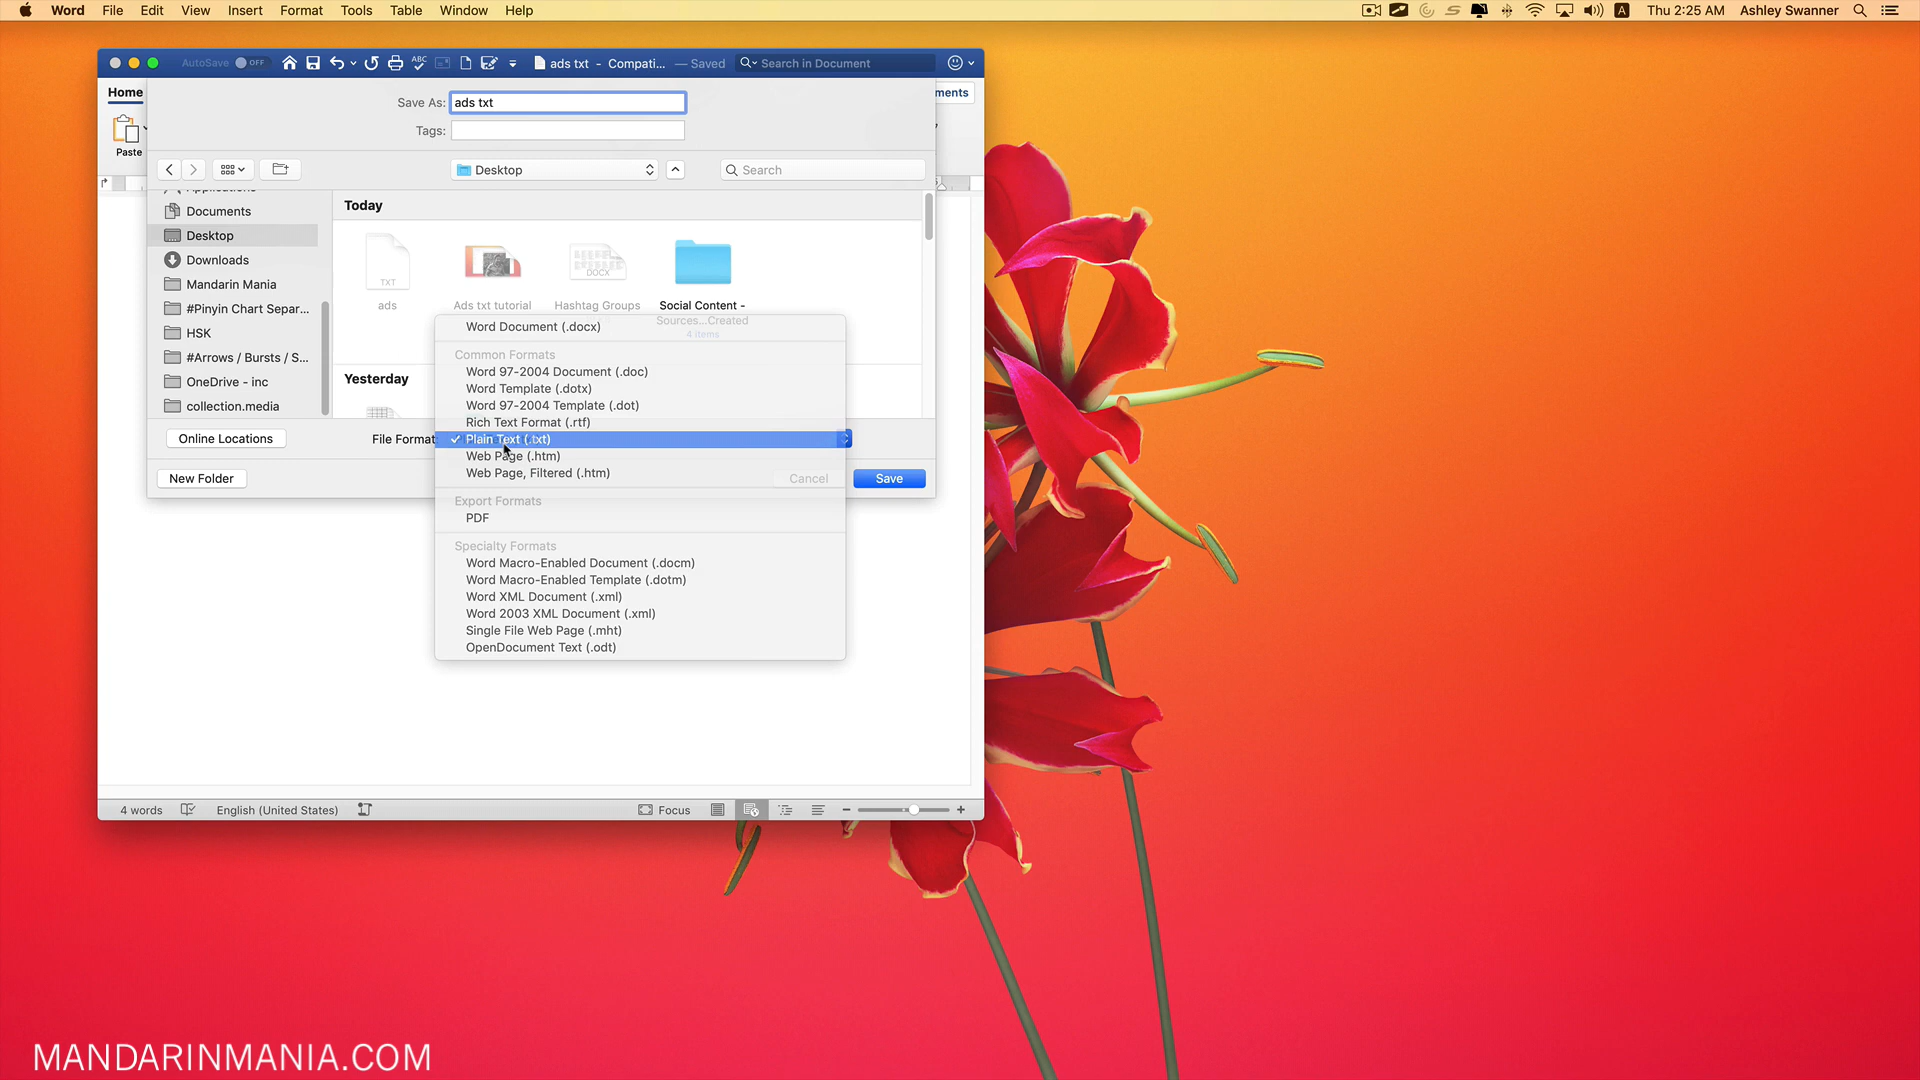 Word File Edit View Insert Format Tools Table Window Help Thu 2:25 AM Ashley Swanner
AutoSave OFF ABC ads txt - Compati... — Saved Search in Document
Home
ments
Save As: ads txt
Tags:
Paste
Desktop
Search
Applications
Documents
Desktop
Downloads
Mandarin Mania
#Pinyin Chart Separ...
HSK
#Arrows / Bursts / S...
OneDrive - inc
collection.media
Today
TXT
DOCX
ads
Ads txt tutorial
Hashtag Groups
Social Content -
Sources...Created
4 items
Yesterday
Online Locations
File Format
New Folder
Word Document (.docx)
Common Formats
Word 97-2004 Document (.doc)
Word Template (.dotx)
Word 97-2004 Template (.dot)
Rich Text Format (.rtf)
Plain Text (.txt)
Web Page (.htm)
Web Page, Filtered (.htm)
Export Formats
PDF
Specialty Formats
Word Macro-Enabled Document (.docm)
Word Macro-Enabled Template (.dotm)
Word XML Document (.xml)
Word 2003 XML Document (.xml)
Single File Web Page (.mht)
OpenDocument Text (.odt)
Cancel
Save
4 words English (United States) Focus
MANDARINMANIA.COM